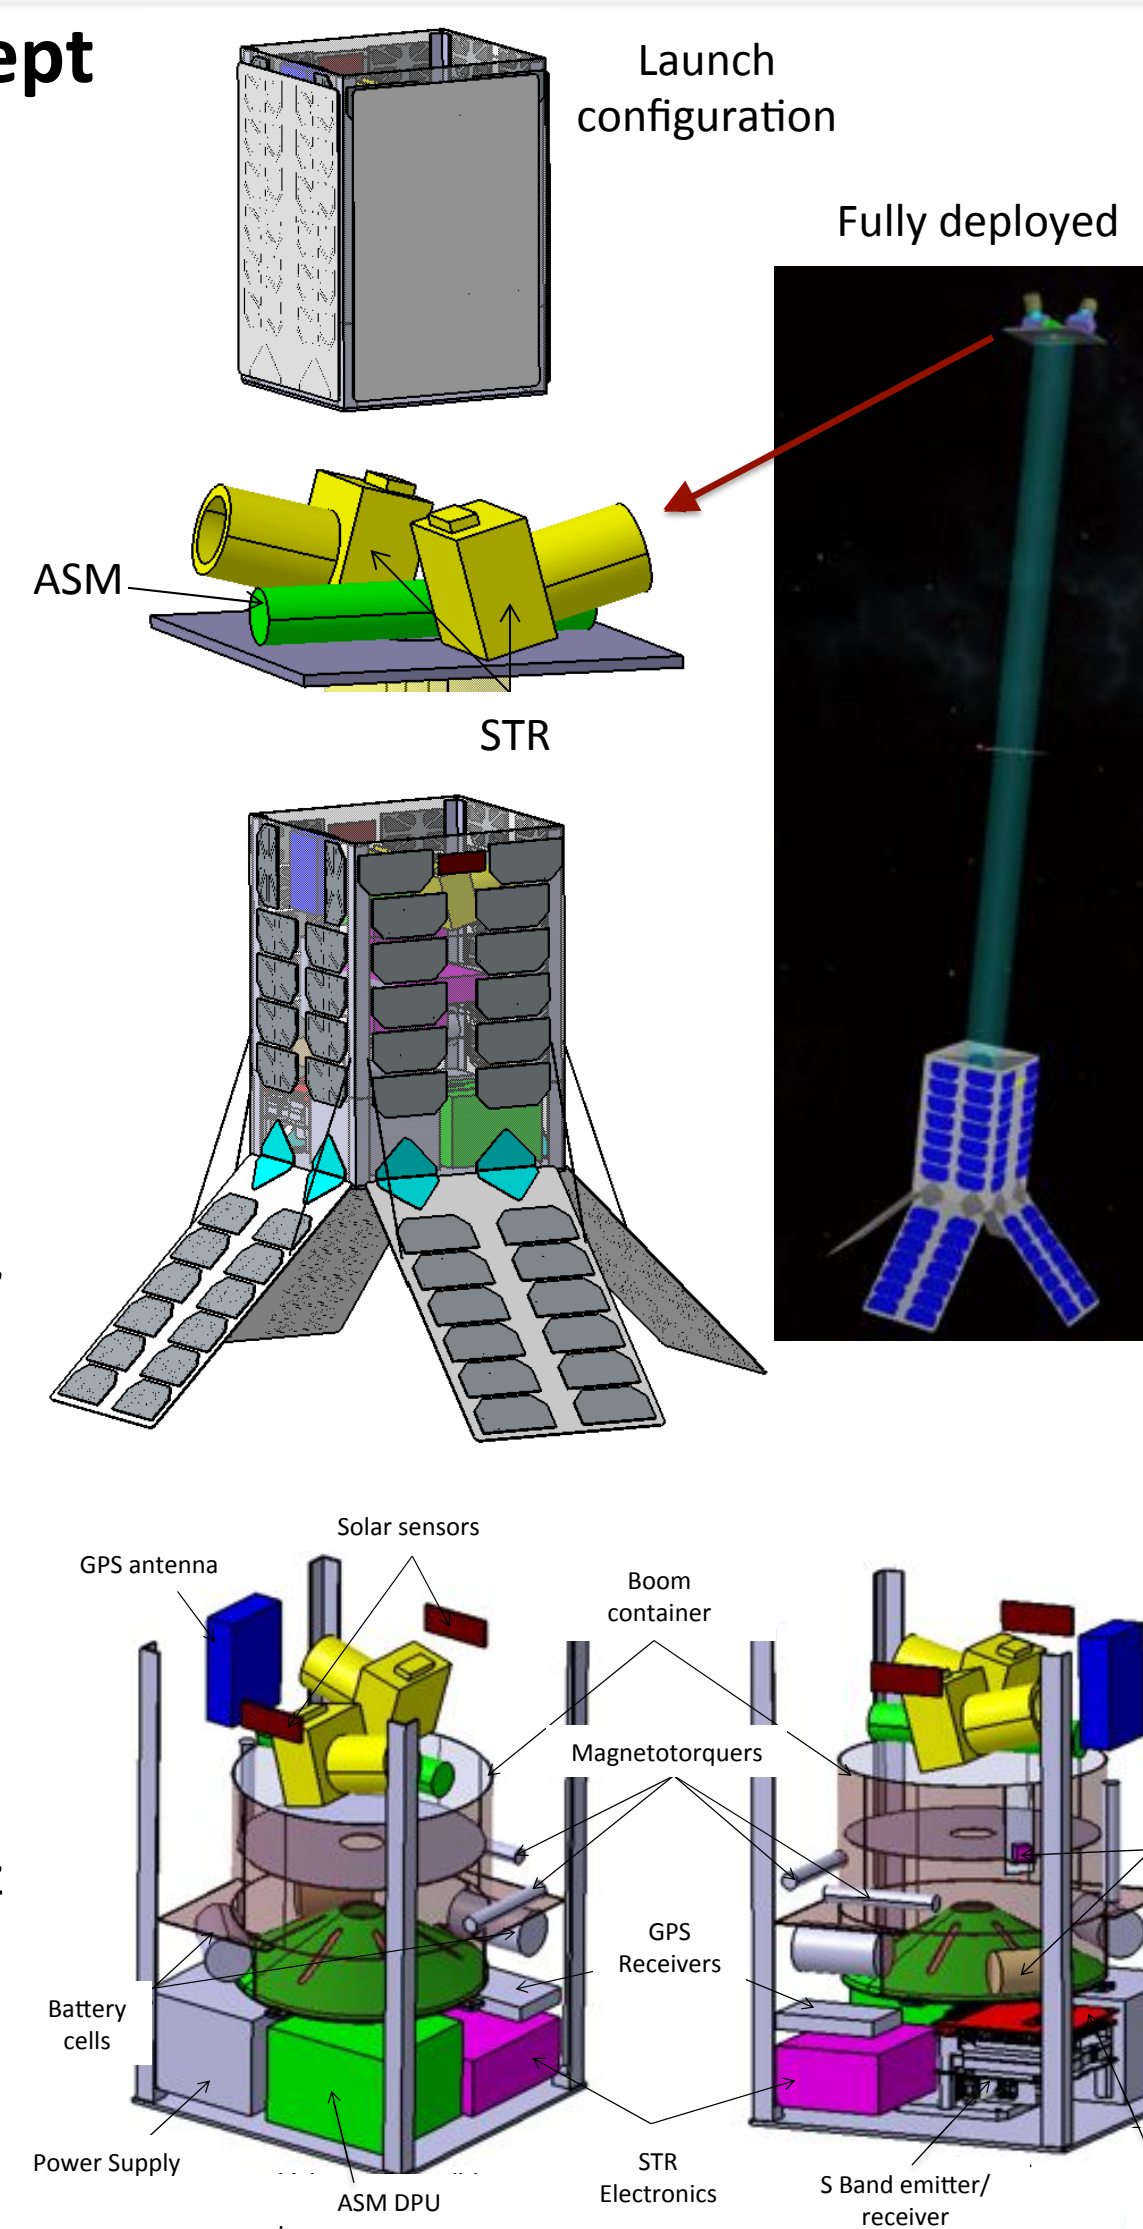 ept
Launch
configuration
Fully deployed
ASM
STR
Solar sensors
GPS antenna
Boom
container
Magnetotorquers
GPS
Receivers
Battery
cells
Power Supply
ASM DPU
STR
Electronics
S Band emitter/
receiver